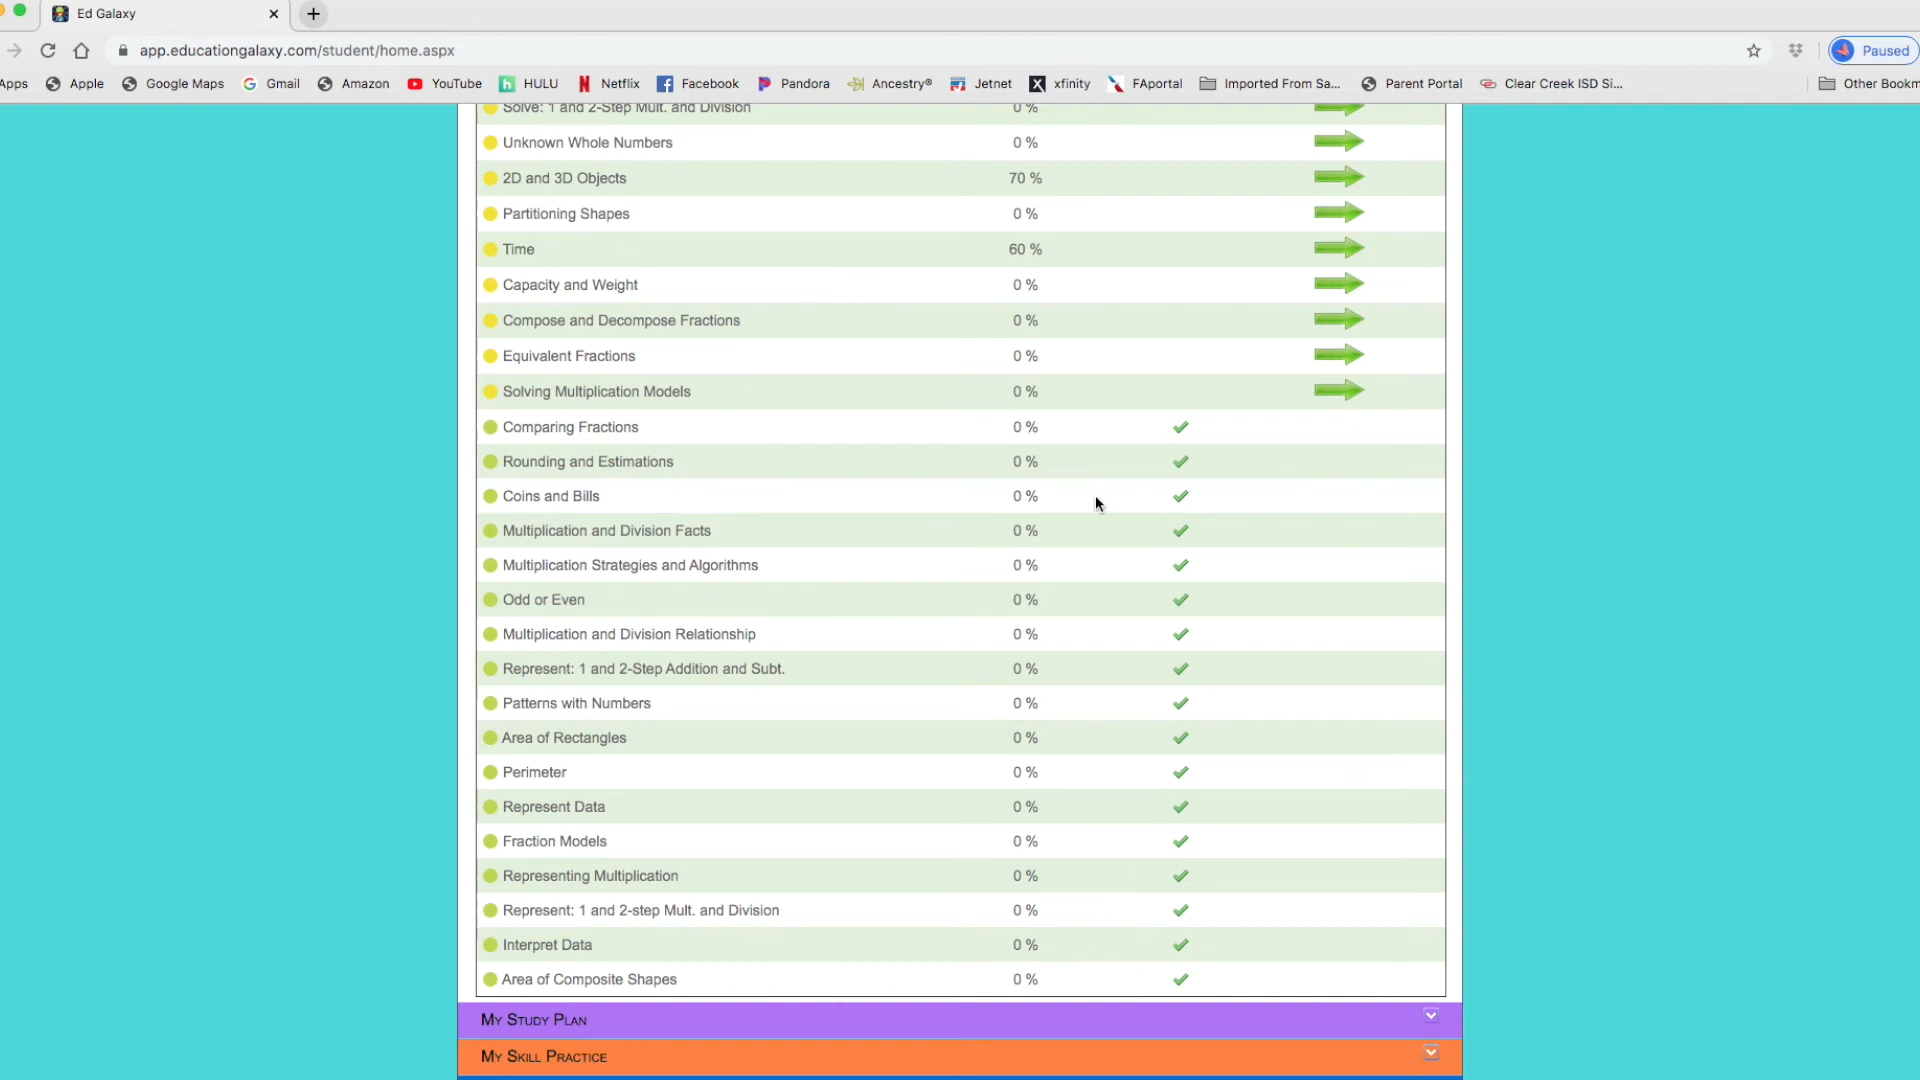 Ed Galaxy
app.educationgalaxy.com/student/home.aspx
Paused
Apps Apple Google Maps Gmail Amazon YouTube HULU Netflix Facebook Pandora Ancestry® Jetnet xfinity FAportal Imported From Sa... Parent Portal Clear Creek ISD Si... Other Bookm
Solve: 1 and 2-Step Mult. and Division 0 %
Unknown Whole Numbers 0 %
2D and 3D Objects 70 %
Partitioning Shapes 0 %
Time 60 %
Capacity and Weight 0 %
Compose and Decompose Fractions 0 %
Equivalent Fractions 0 %
Solving Multiplication Models 0 %
Comparing Fractions 0 %
Rounding and Estimations 0 %
Coins and Bills 0 %
Multiplication and Division Facts 0 %
Multiplication Strategies and Algorithms 0 %
Odd or Even 0 %
Multiplication and Division Relationship 0 %
Represent: 1 and 2-Step Addition and Subt. 0 %
Patterns with Numbers 0 %
Area of Rectangles 0 %
Perimeter 0 %
Represent Data 0 %
Fraction Models 0 %
Representing Multiplication 0 %
Represent: 1 and 2-step Mult. and Division 0 %
Interpret Data 0 %
Area of Composite Shapes 0 %
My Study Plan
My Skill Practice